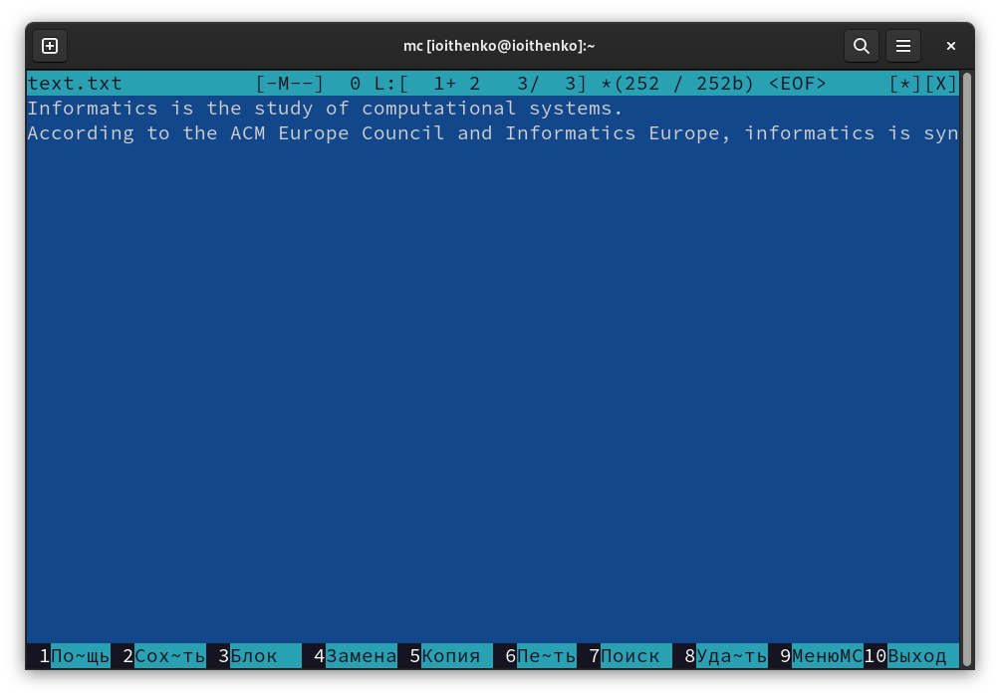 mc [ioithenko@ioithenko]:~
text.txt [-M--] 0 L:[ 1+ 2 3/ 3] *(252 / 252b) <EOF> [*][X]
Informatics is the study of computational systems.
According to the ACM Europe Council and Informatics Europe, informatics is syn
1По~щь 2Сох~ть 3Блок 4Замена 5Копия 6Пе~ть 7Поиск 8Уда~ть 9МенюMC 10Выход